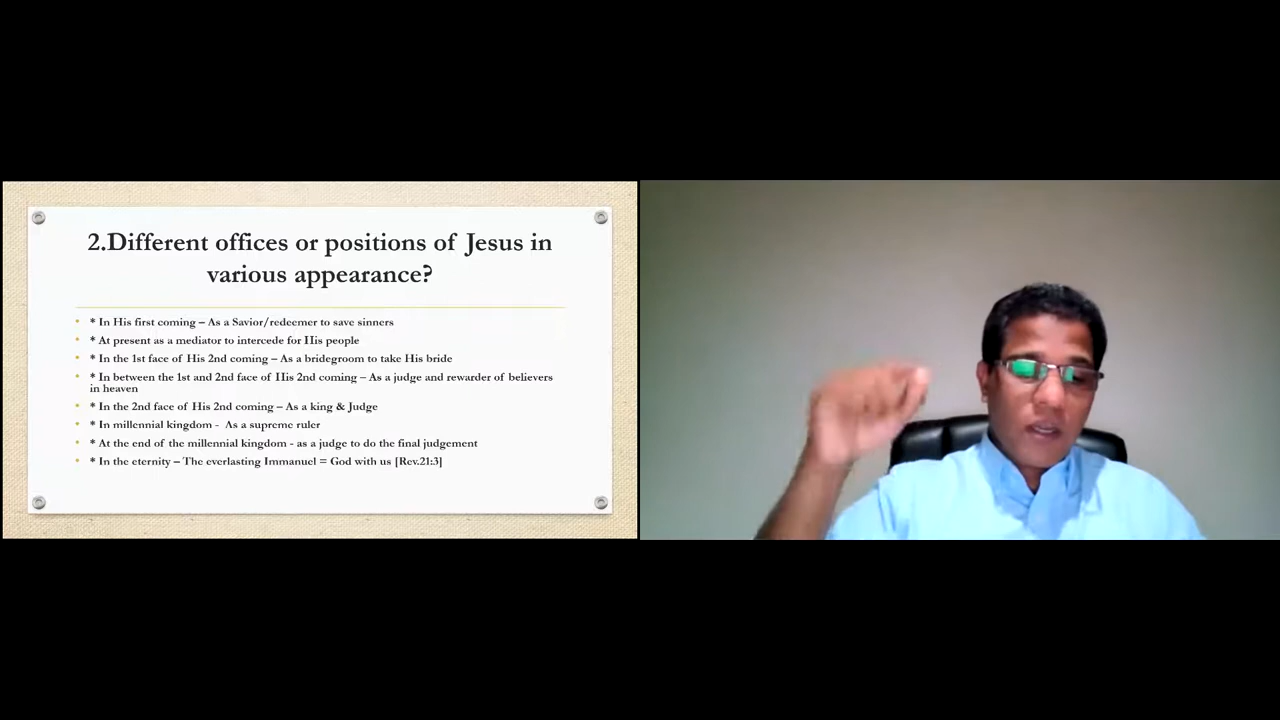 2.Different offices or positions of Jesus in
various appearance?
* In His first coming – As a Savior/redeemer to save sinners
* At present as a mediator to intercede for His people
* In the 1st face of His 2nd coming – As a bridegroom to take His bride
* In between the 1st and 2nd face of His 2nd coming – As a judge and rewarder of believers
in heaven
* In the 2nd face of His 2nd coming – As a king & Judge
* In millennial kingdom - As a supreme ruler
* At the end of the millennial kingdom - as a judge to do the final judgement
* In the eternity – The everlasting Immanuel = God with us [Rev.21:3]